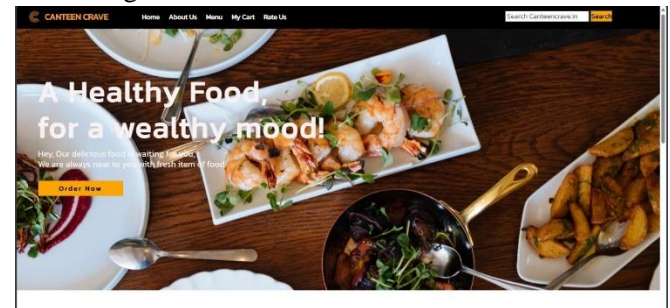 CANTEEN CRAVE
Home About Us Menu My Cart Rate Us
Search Canteencrave.in Search
A Healthy Food,
for a wealthy mood!
Hey, Our delicious food is waiting for you,
We are always near to you with fresh item of food
Order Now